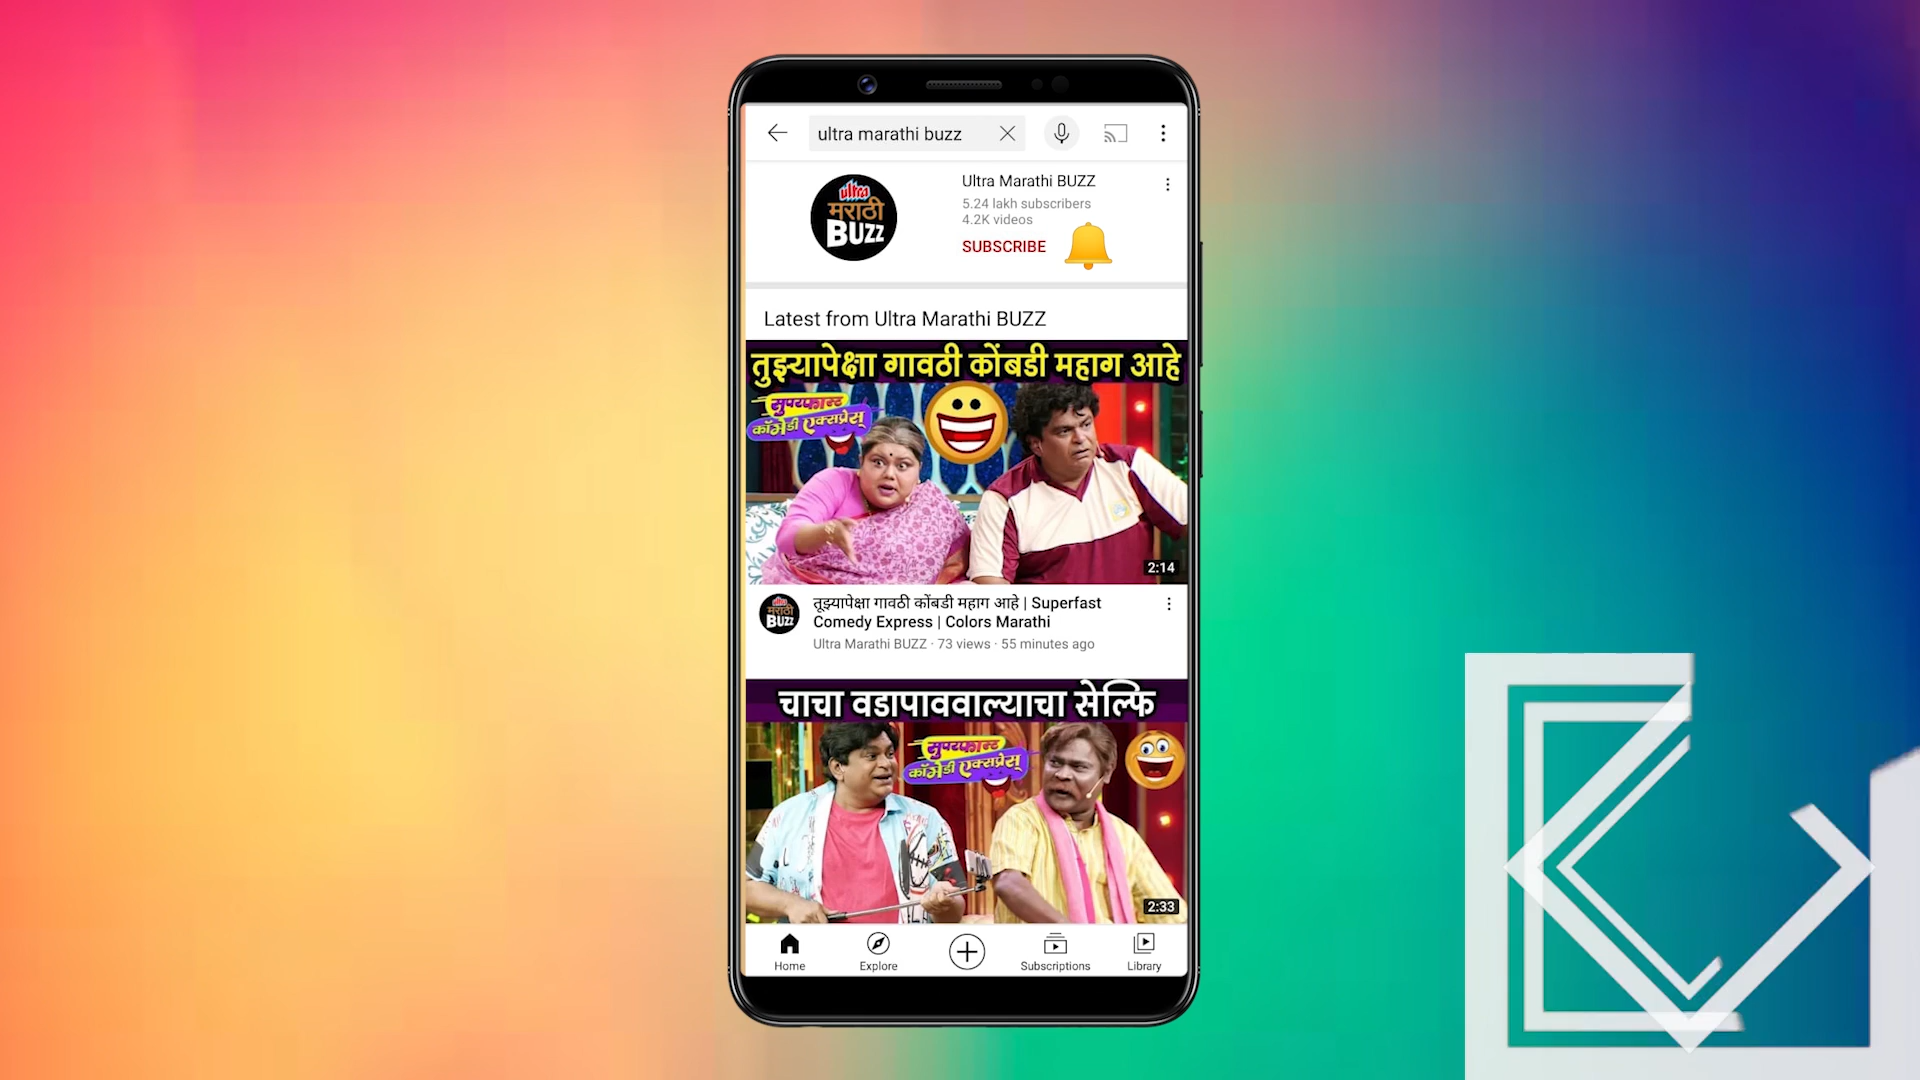 ultra marathi buzz
ultra
मराठी
BUZZ
Ultra Marathi BUZZ
5.24 lakh subscribers
4.2K videos
SUBSCRIBE
Latest from Ultra Marathi BUZZ
तुझ्यापेक्षा गावठी कोंबडी महाग आहे
सुपरफास्ट
कॉमेडी एक्सप्रेस्
2:14
ultra
मराठी
BUZZ
तूझ्यापेक्षा गावठी कोंबडी महाग आहे | Superfast
Comedy Express | Colors Marathi
Ultra Marathi BUZZ · 73 views · 55 minutes ago
चाचा वडापाववाल्याचा सेल्फि
सुपरफास्ट
कॉमेडी एक्सप्रेस्
2:33
Home
Explore
Subscriptions
Library